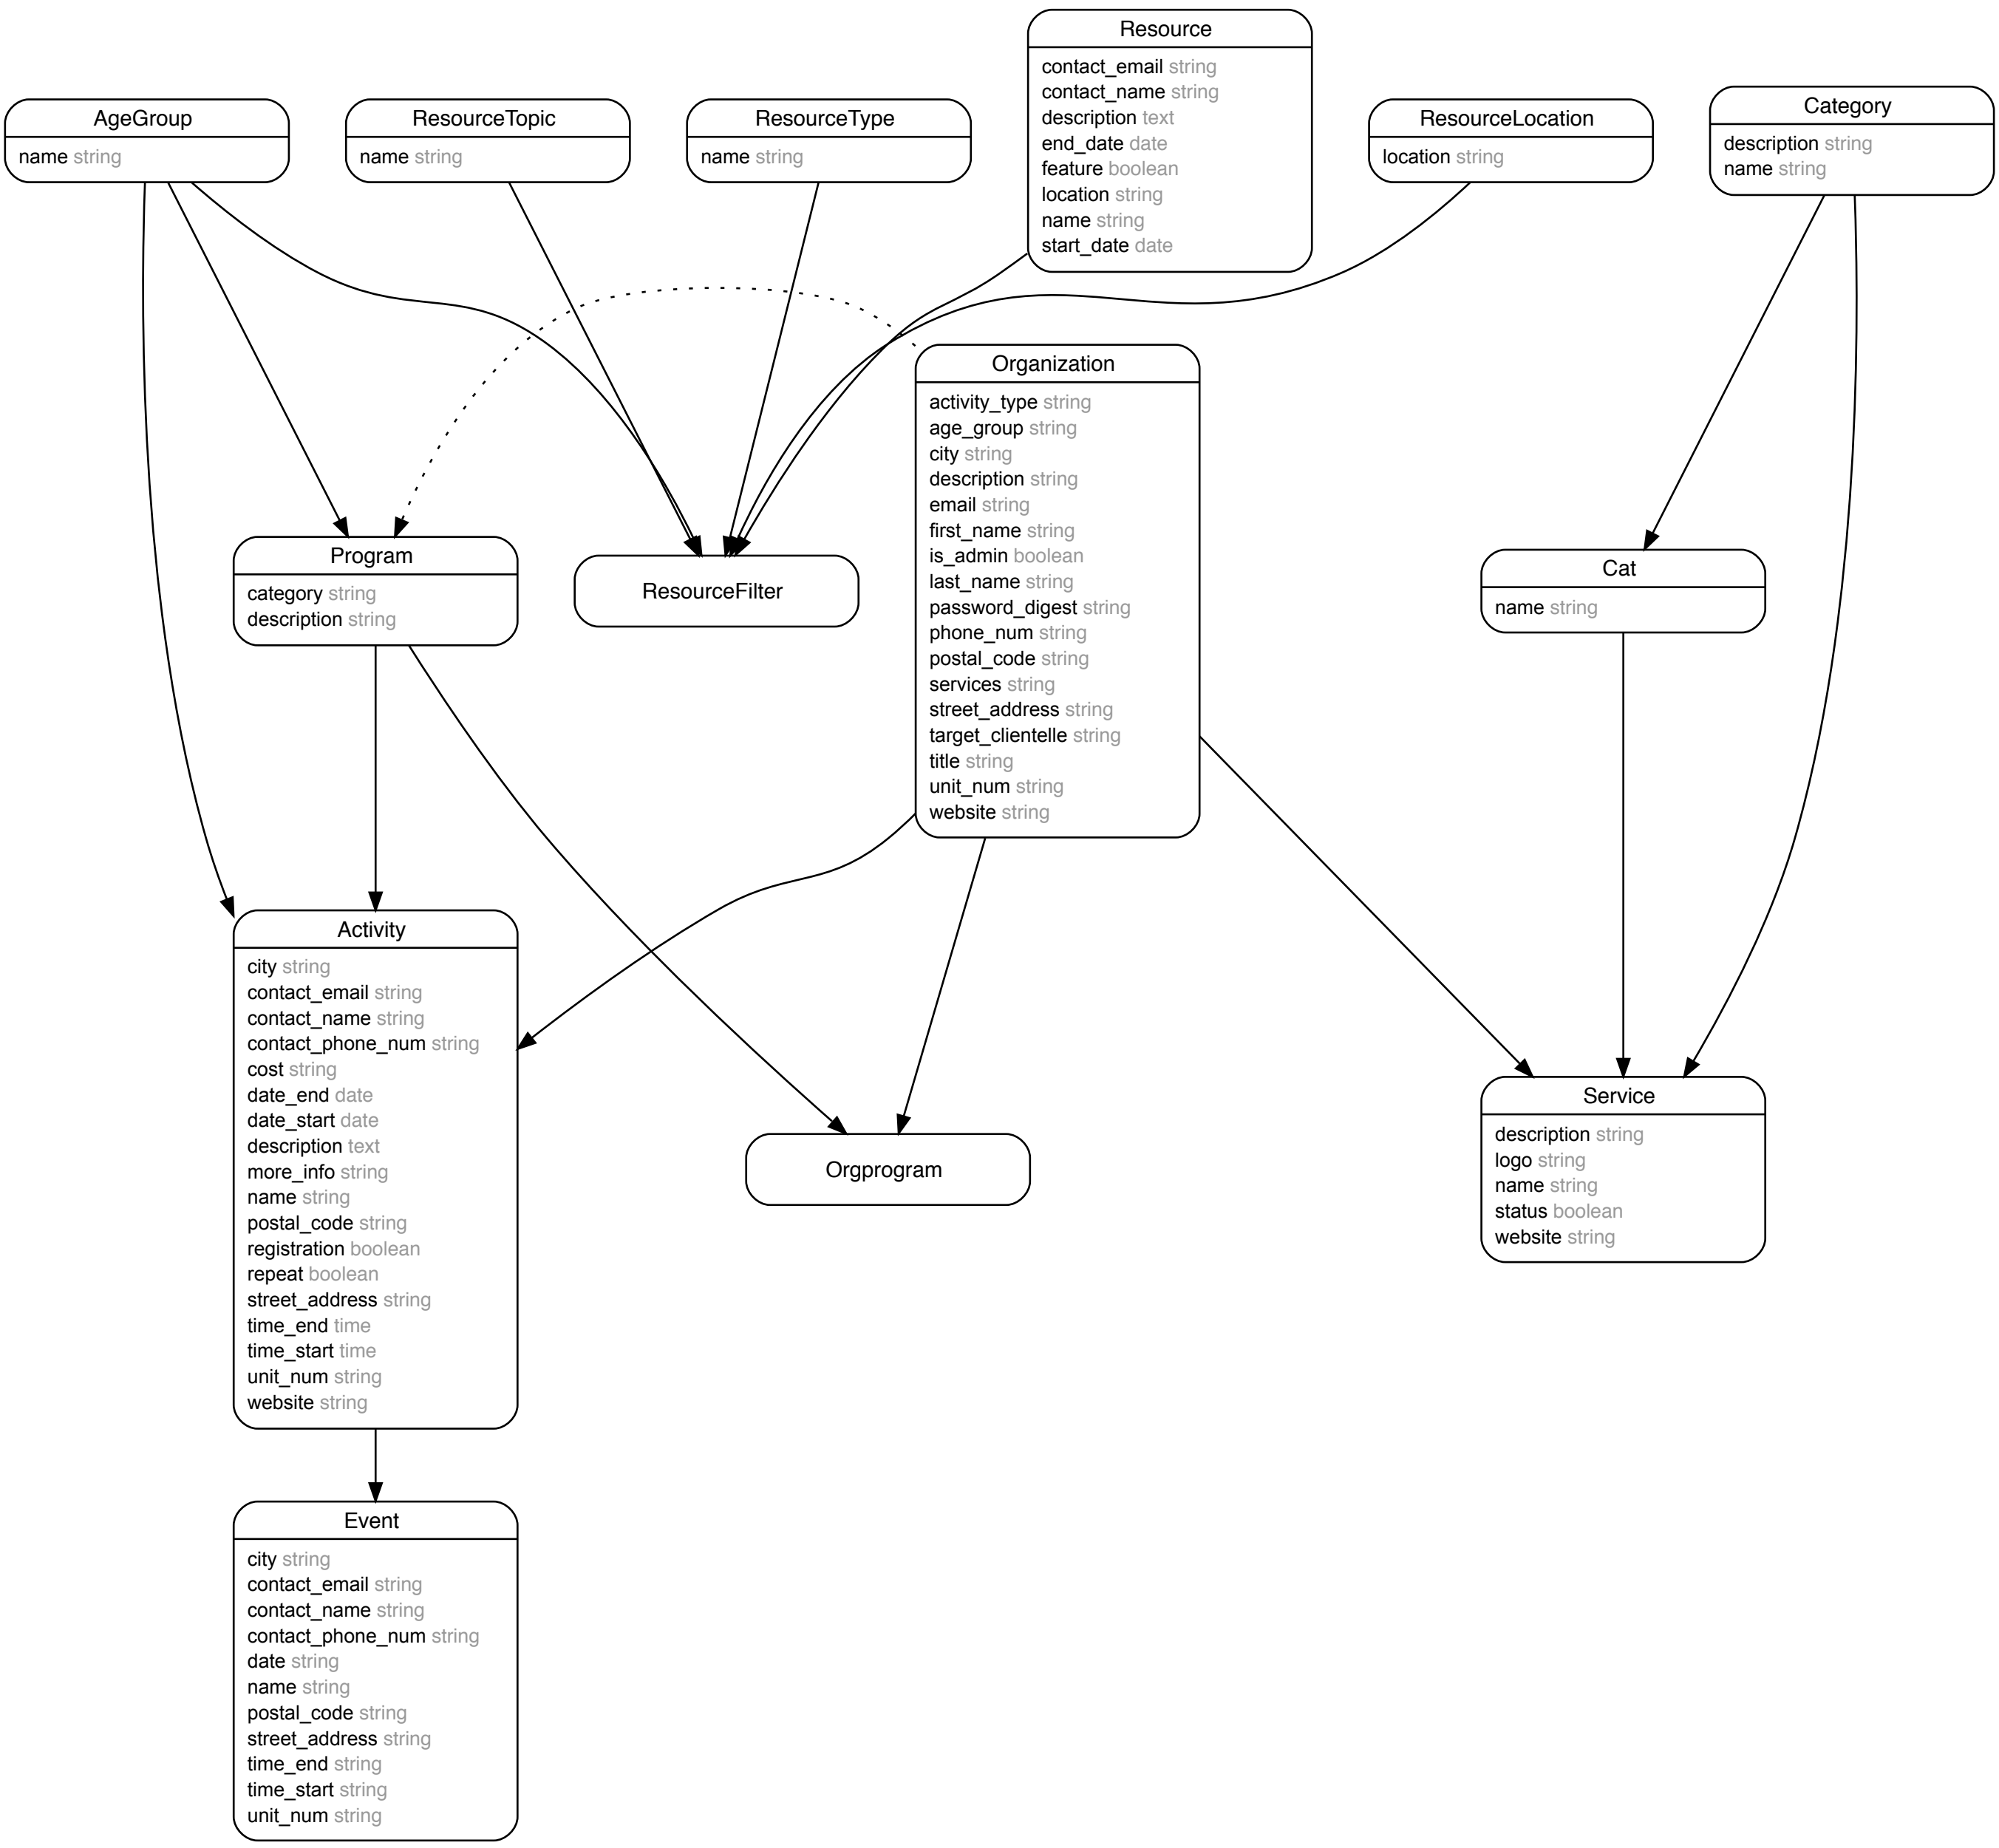 Resource
contact_email string
contact_name string
description text
end_date date
feature boolean
location string
name string
start_date date
AgeGroup
name string
ResourceTopic
name string
ResourceType
name string
ResourceLocation
location string
Category
description string
name string
Organization
activity_type string
age_group string
city string
description string
email string
first_name string
is_admin boolean
last_name string
password_digest string
phone_num string
postal_code string
services string
street_address string
target_clientelle string
title string
unit_num string
website string
Program
category string
description string
ResourceFilter
Cat
name string
Activity
city string
contact_email string
contact_name string
contact_phone_num string
cost string
date_end date
date_start date
description text
more_info string
name string
postal_code string
registration boolean
repeat boolean
street_address string
time_end time
time_start time
unit_num string
website string
Orgprogram
Service
description string
logo string
name string
status boolean
website string
Event
city string
contact_email string
contact_name string
contact_phone_num string
date string
name string
postal_code string
street_address string
time_end string
time_start string
unit_num string